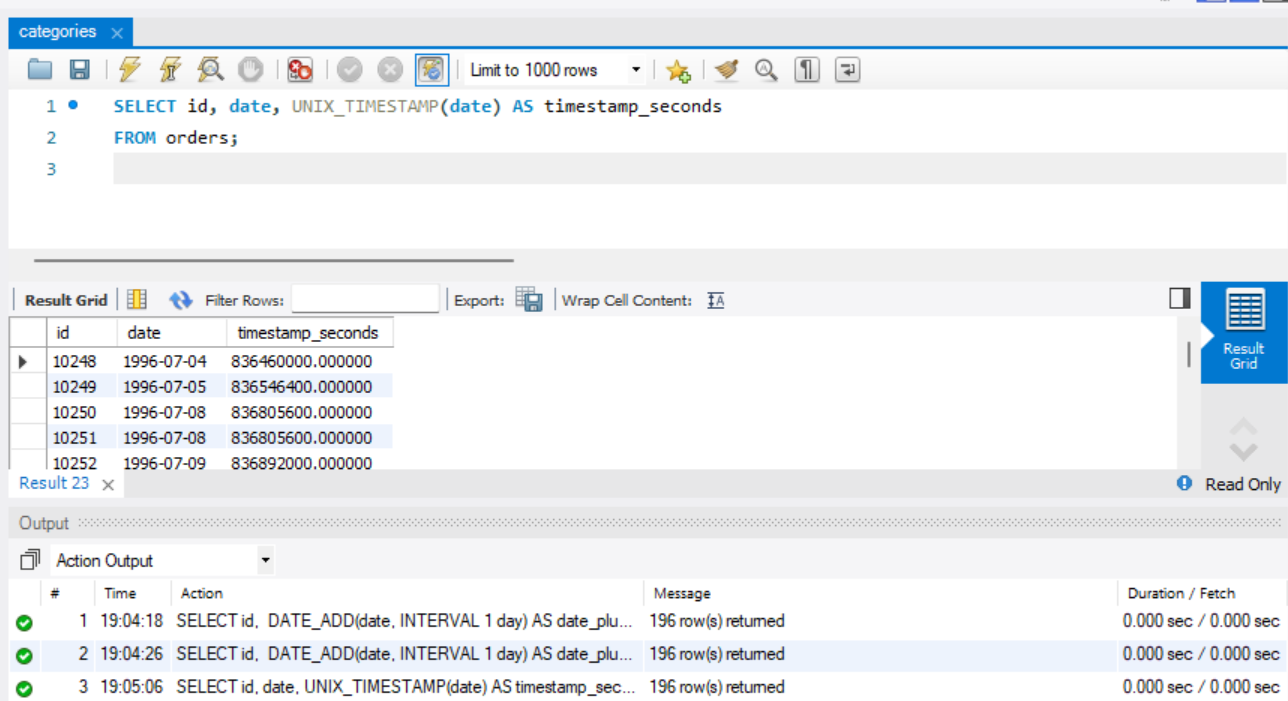 categories
Limit to 1000 rows
1 SELECT id, date, UNIX_TIMESTAMP(date) AS timestamp_seconds
2 FROM orders;
3
Result Grid Filter Rows: Export: Wrap Cell Content:
id date timestamp_seconds
10248 1996-07-04 836460000.000000
10249 1996-07-05 836546400.000000
10250 1996-07-08 836805600.000000
10251 1996-07-08 836805600.000000
10252 1996-07-09 836892000.000000
Result
Grid
Result 23 Read Only
Output
Action Output
# Time Action Message Duration / Fetch
1 19:04:18 SELECT id, DATE_ADD(date, INTERVAL 1 day) AS date_plu... 196 row(s) returned 0.000 sec / 0.000 sec
2 19:04:26 SELECT id, DATE_ADD(date, INTERVAL 1 day) AS date_plu... 196 row(s) returned 0.000 sec / 0.000 sec
3 19:05:06 SELECT id, date, UNIX_TIMESTAMP(date) AS timestamp_sec... 196 row(s) returned 0.000 sec / 0.000 sec